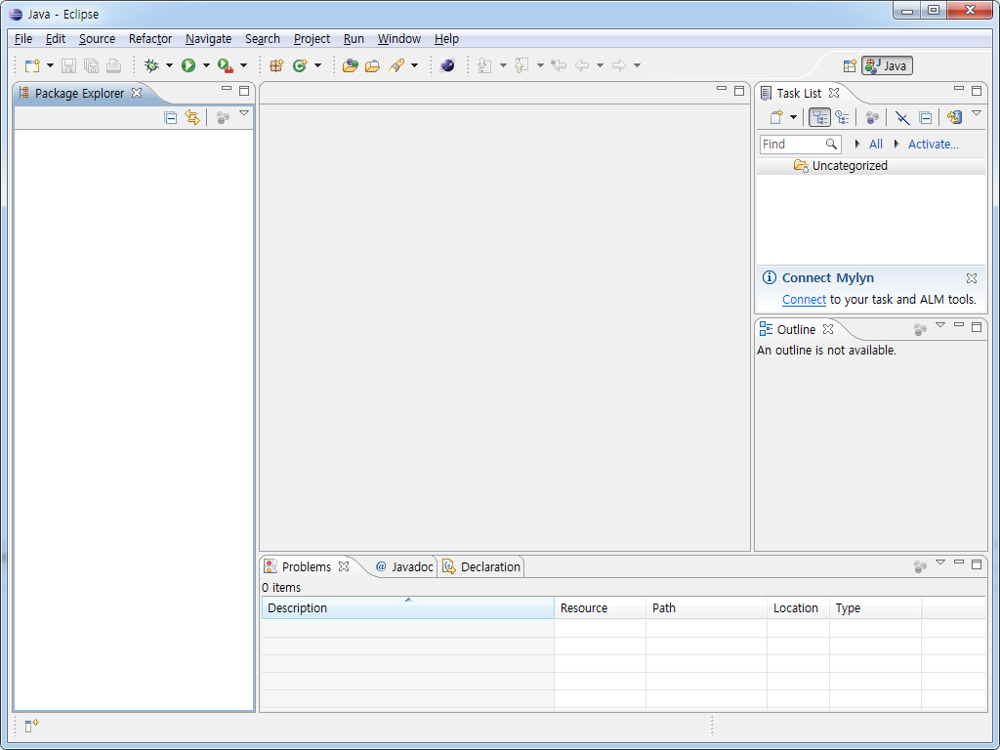 Java - Eclipse
File Edit Source Refactor Navigate Search Project Run Window Help
Java
Package Explorer
Task List
Find All Activate...
Uncategorized
Connect Mylyn
Connect to your task and ALM tools.
Outline
An outline is not available.
Problems @ Javadoc Declaration
0 items
Description Resource Path Location Type